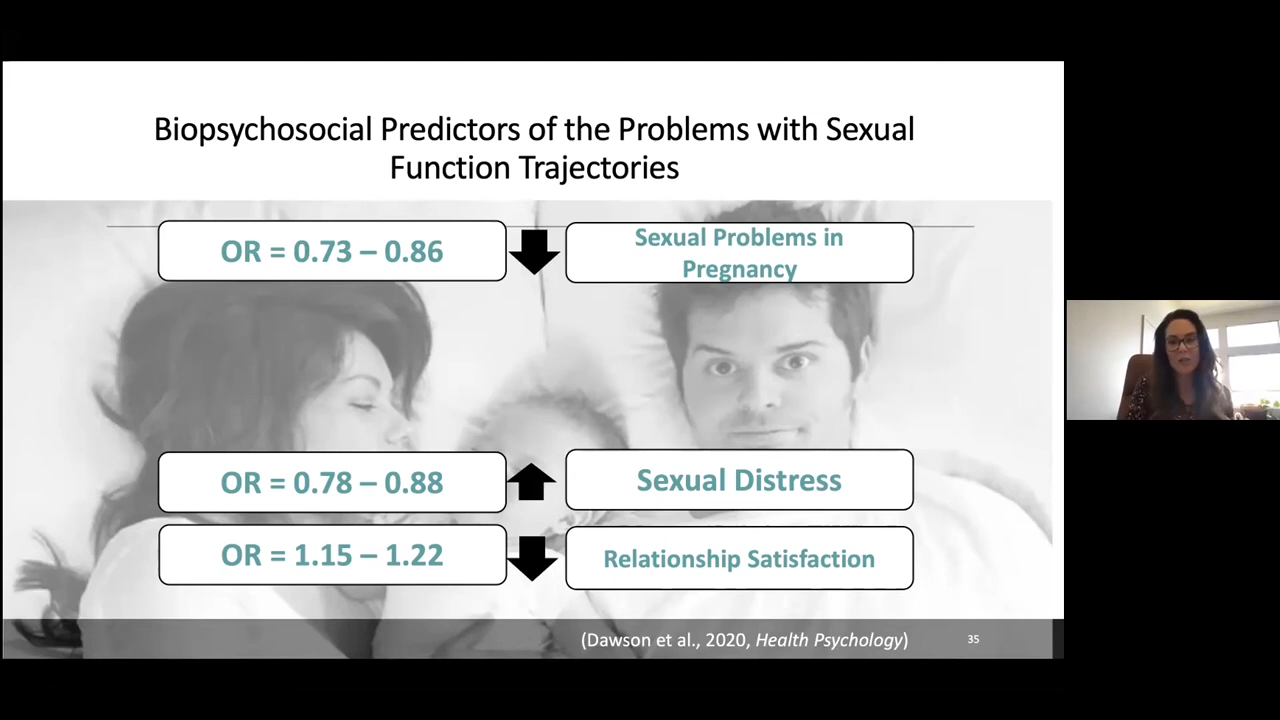 Biopsychosocial Predictors of the Problems with Sexual
Function Trajectories
OR = 0.73 – 0.86
Sexual Problems in
Pregnancy
OR = 0.78 – 0.88
Sexual Distress
OR = 1.15 – 1.22
Relationship Satisfaction
(Dawson et al., 2020, Health Psychology)
35